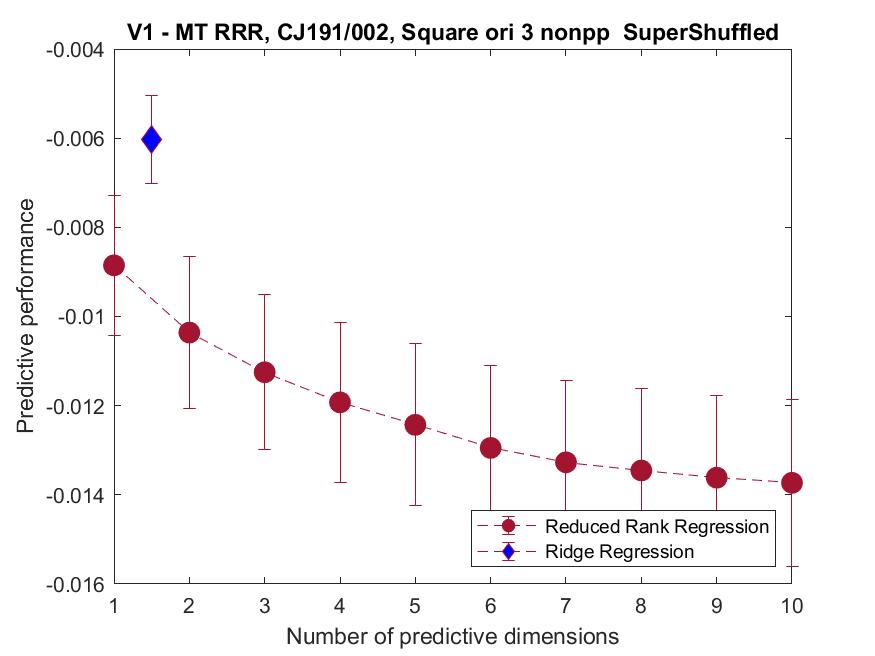 V1 - MT RRR, CJ191/002, Square ori 3 nonpp  SuperShuffled
Predictive performance
-0.004
-0.006
-0.008
-0.01
-0.012
-0.014
-0.016
Reduced Rank Regression
Ridge Regression
1 2 3 4 5 6 7 8 9 10
Number of predictive dimensions